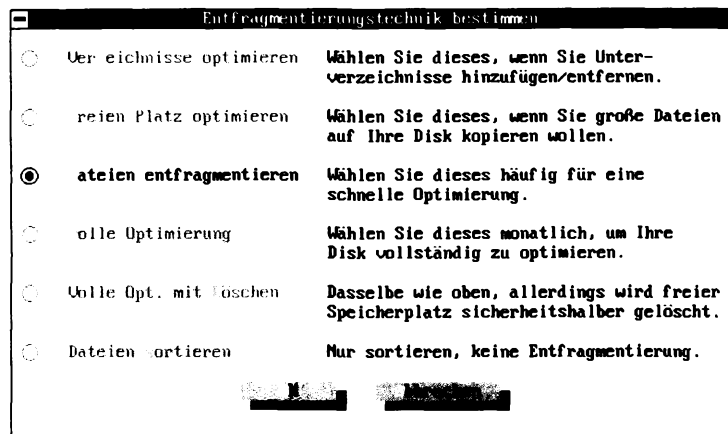 Entfragmentierungstechnik bestimmen
Ver eichnisse optimieren
Wählen Sie dieses, wenn Sie Unter-
verzeichnisse hinzufügen/entfernen.
reien Platz optimieren
Wählen Sie dieses, wenn Sie große Dateien
auf Ihre Disk kopieren wollen.
ateien entfragmentieren
Wählen Sie dieses häufig für eine
schnelle Optimierung.
olle Optimierung
Wählen Sie dieses monatlich, um Ihre
Disk vollständig zu optimieren.
Volle Opt. mit Löschen
Dasselbe wie oben, allerdings wird freier
Speicherplatz sicherheitshalber gelöscht.
Dateien ortieren
Nur sortieren, keine Entfragmentierung.